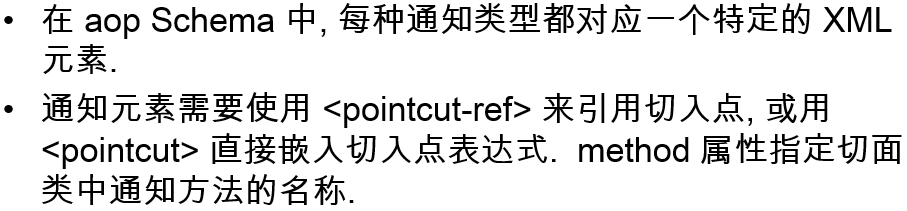 • 在 aop Schema 中, 每种通知类型都对应一个特定的 XML
元素.
• 通知元素需要使用 <pointcut-ref> 来引用切入点, 或用
<pointcut> 直接嵌入切入点表达式.  method 属性指定切面
类中通知方法的名称.